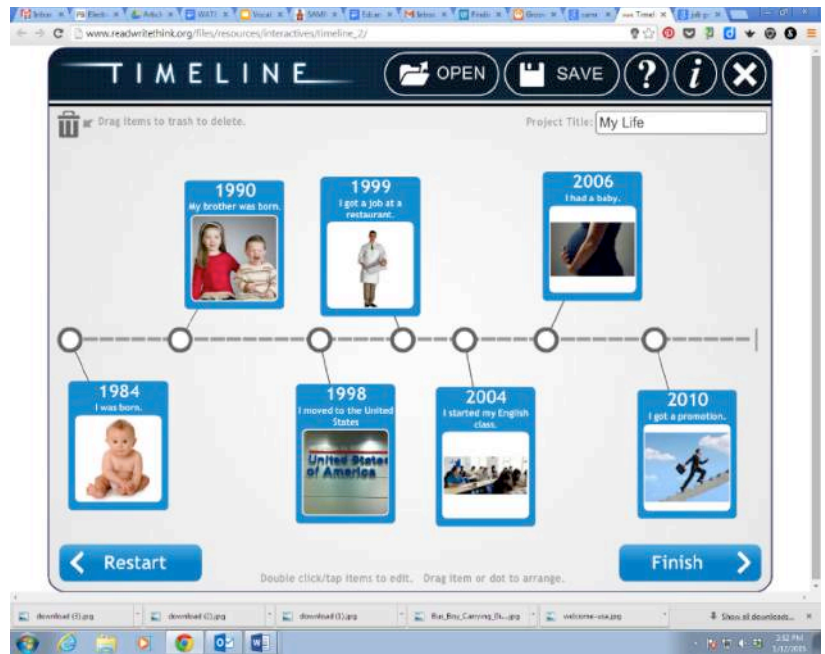 www.readwritethink.org/files/resources/interactives/timeline_2/
TIMELINE
OPEN
SAVE
?
i
Drag items to trash to delete.
Project Title: My Life
1990
My brother was born.
1999
I got a job at a
restaurant.
2006
I had a baby.
1984
I was born.
1998
I moved to the United
States
United States
of America
2004
I started my English
class.
2010
I got a promotion.
Restart
Double click/tap items to edit. Drag item or dot to arrange.
Finish
download (3).jpg
download (2).jpg
download (1).jpg
welcome-usa.jpg
Show all downloads...
2:52 PM